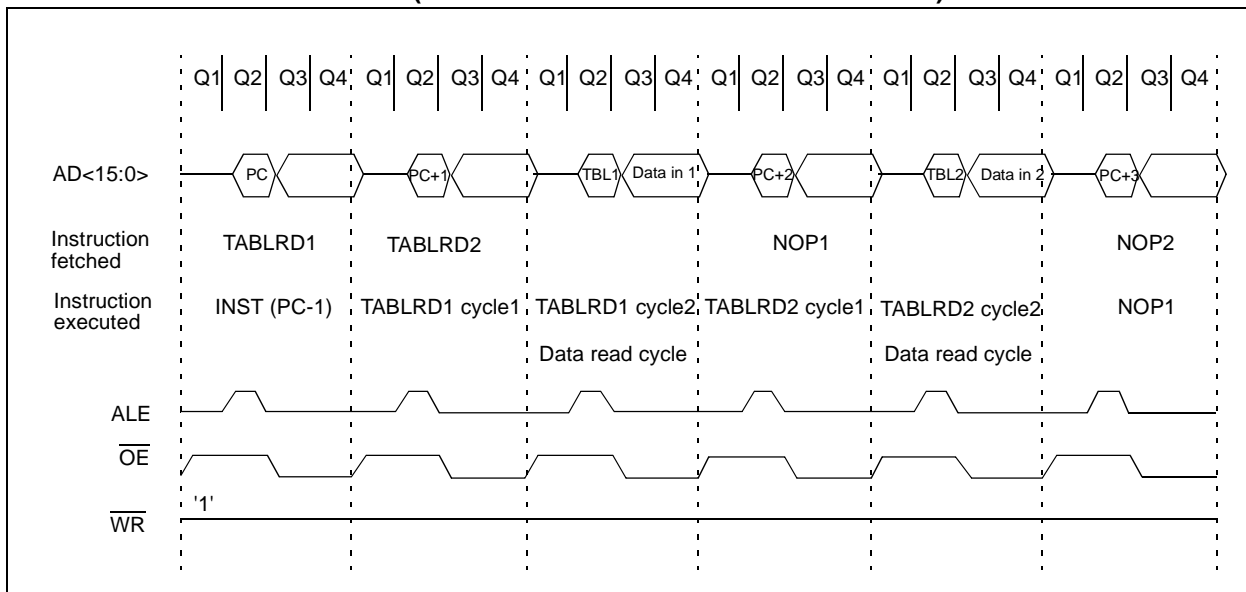 Q1 Q2 Q3 Q4 Q1 Q2 Q3 Q4 Q1 Q2 Q3 Q4 Q1 Q2 Q3 Q4 Q1 Q2 Q3 Q4 Q1 Q2 Q3 Q4
AD<15:0> PC PC+1 TBL1 Data in 1 PC+2 TBL2 Data in 2 PC+3
Instruction fetched TABLRD1 TABLRD2 NOP1 NOP2
Instruction executed INST (PC-1) TABLRD1 cycle1 TABLRD1 cycle2 TABLRD2 cycle1 TABLRD2 cycle2 NOP1
Data read cycle Data read cycle
ALE
OE
'1'
WR